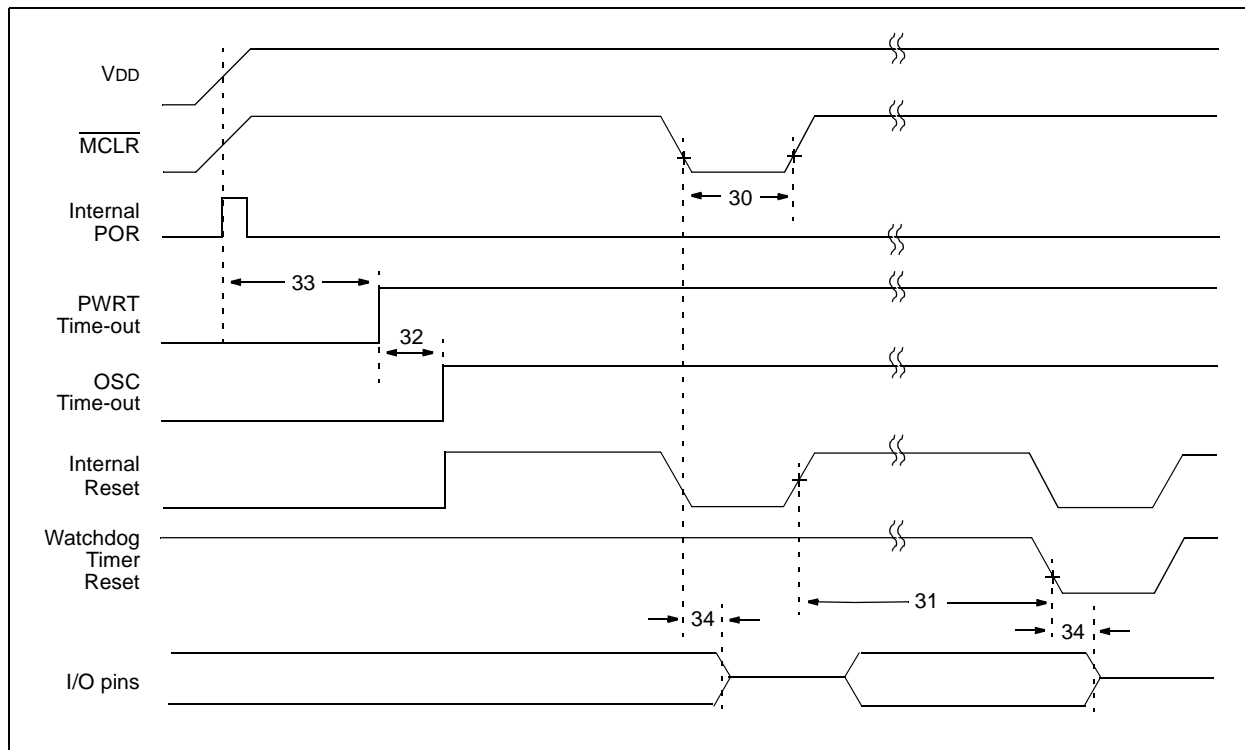 VDD
MCLR
30
Internal
POR
33
PWRT
Time-out
32
OSC
Time-out
Internal
Reset
Watchdog
Timer
Reset
31
34
34
I/O pins